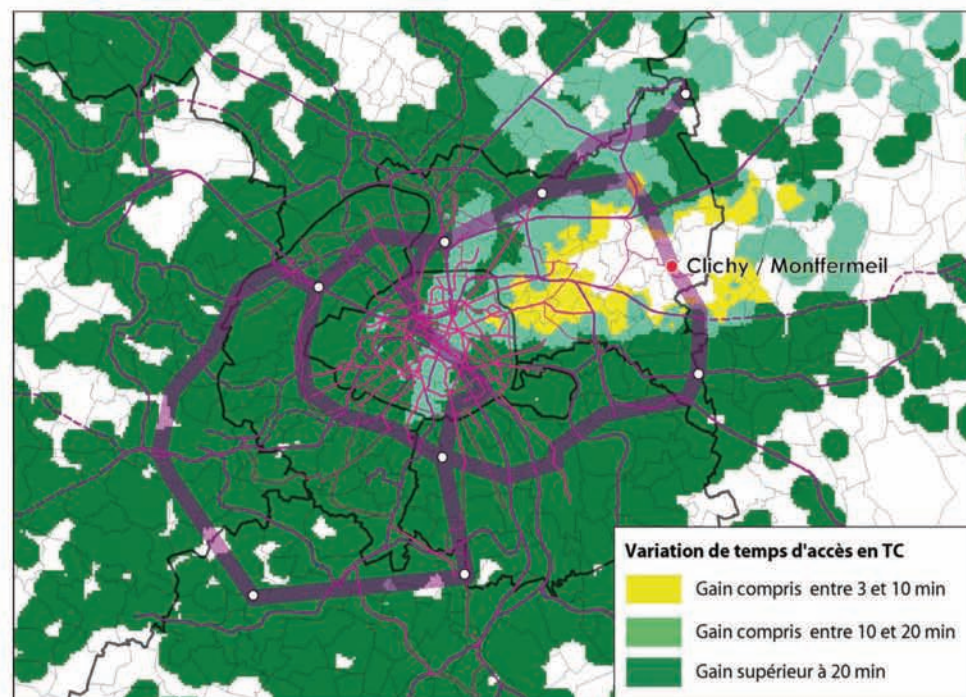 Clichy / Montfermeil
Variation de temps d'accès en TC
Gain compris entre 3 et 10 min
Gain compris entre 10 et 20 min
Gain supérieur à 20 min